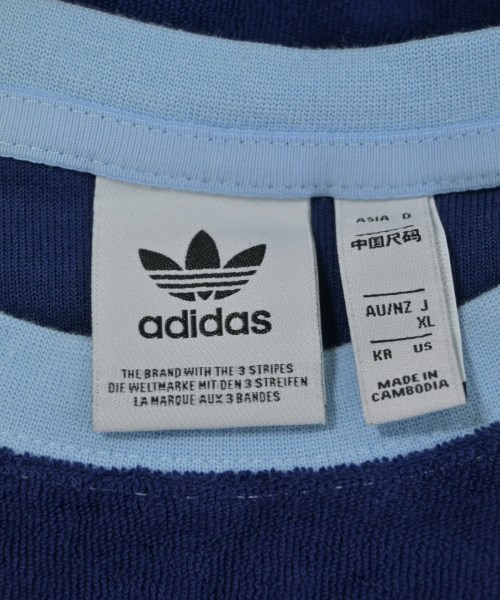 adidas
THE BRAND WITH THE 3 STRIPES
DIE WELTMARKE MIT DEN 3 STREIFEN
LA MARQUE AUX 3 BANDES
ASIA D
中国尺码
AU/NZ J
XL
KR US
MADE IN
CAMBODIA